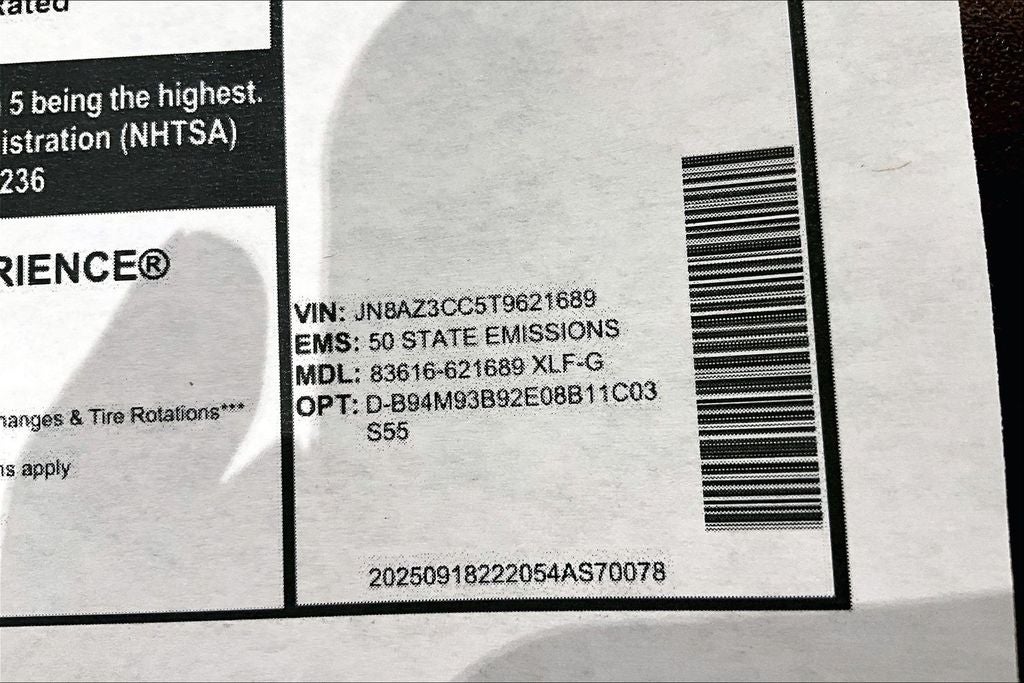 Rated
5 being the highest.
istration (NHTSA)
236
RIENCE®
hanges & Tire Rotations***
ns apply
VIN: JN8AZ3CC5T9621689
EMS: 50 STATE EMISSIONS
MDL: 83616-621689 XLF-G
OPT: D-B94M93B92E08B11C03
S55
20250918222054AS70078